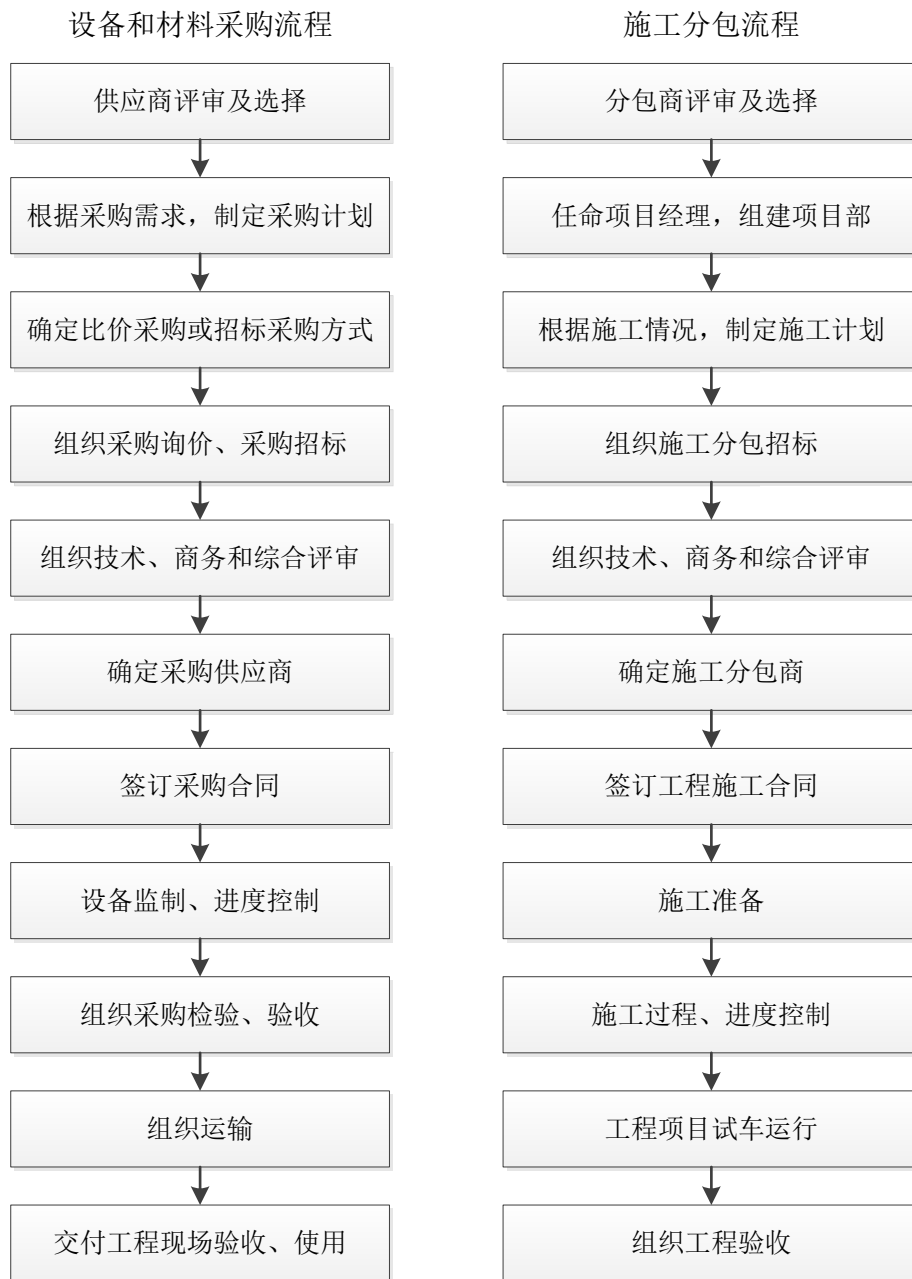 设备和材料采购流程
供应商评审及选择
根据采购需求，制定采购计划
确定比价采购或招标采购方式
组织采购询价、采购招标
组织技术、商务和综合评审
确定采购供应商
签订采购合同
设备监制、进度控制
组织采购检验、验收
组织运输
交付工程现场验收、使用
施工分包流程
分包商评审及选择
任命项目经理，组建项目部
根据施工情况，制定施工计划
组织施工分包招标
组织技术、商务和综合评审
确定施工分包商
签订工程施工合同
施工准备
施工过程、进度控制
工程项目试车运行
组织工程验收